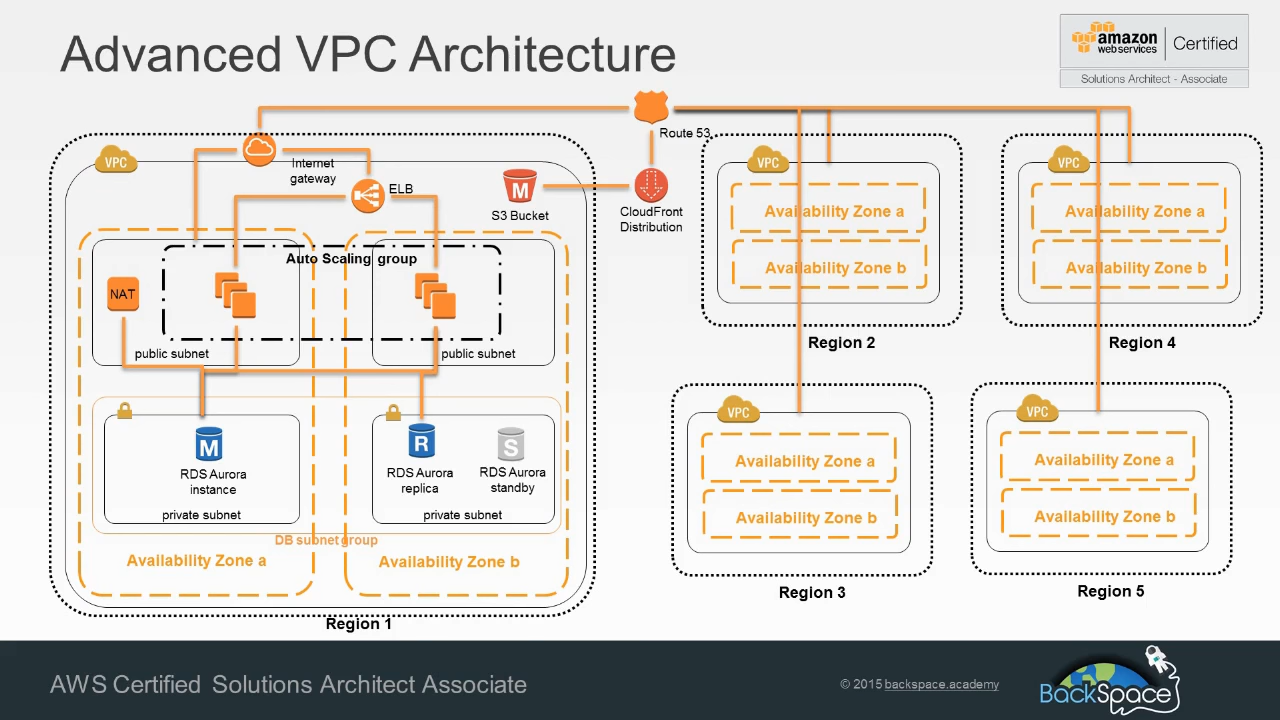 Advanced VPC Architecture
amazon
webservices
Certified
Solutions Architect - Associate
Route 53
VPC
Internet
gateway
ELB
M
S3 Bucket
CloudFront
Distribution
Auto Scaling group
NAT
public subnet
public subnet
M
RDS Aurora
instance
private subnet
R
RDS Aurora
replica
S
RDS Aurora
standby
private subnet
DB subnet group
Availability Zone a
Availability Zone b
Region 1
VPC
Availability Zone a
Availability Zone b
Region 2
VPC
Availability Zone a
Availability Zone b
Region 4
VPC
Availability Zone a
Availability Zone b
Region 3
VPC
Availability Zone a
Availability Zone b
Region 5
AWS Certified Solutions Architect Associate
© 2015 backspace.academy
BackSpace